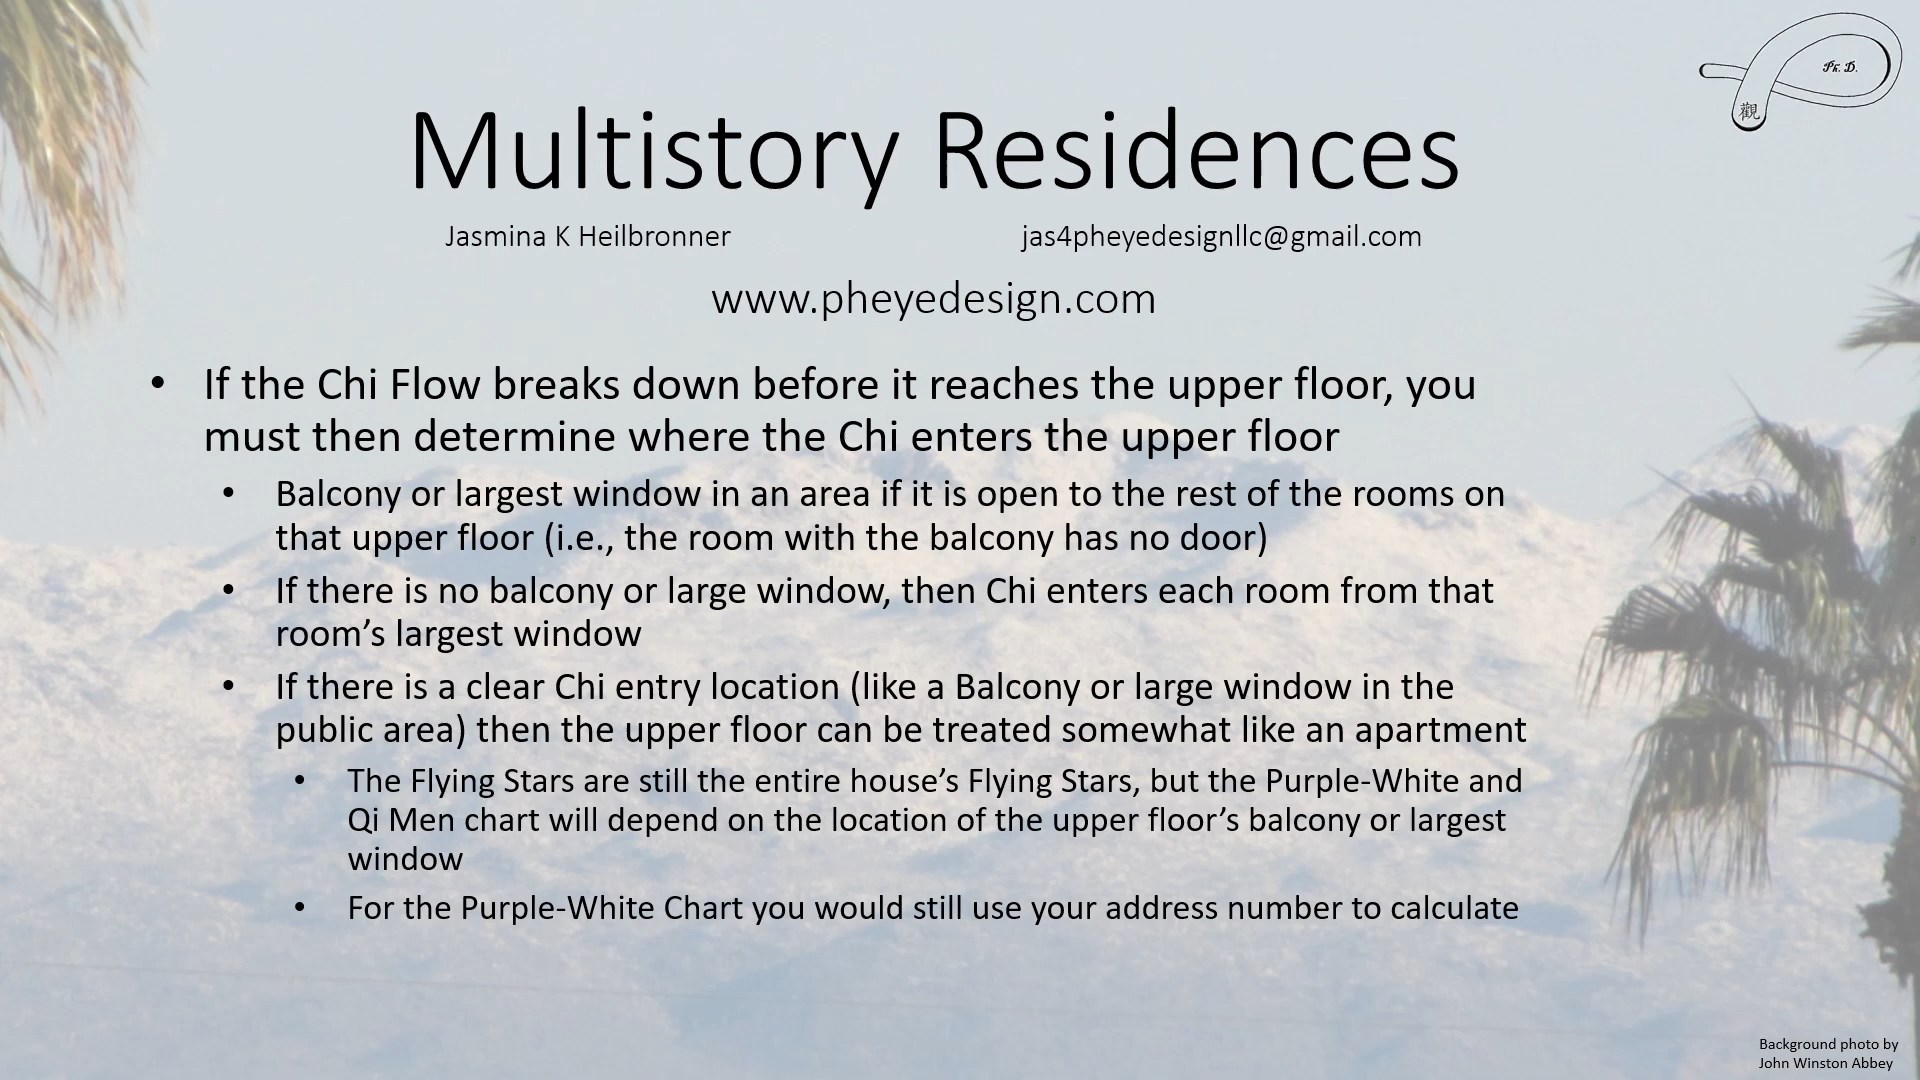 Ph. D.
觀
Multistory Residences
Jasmina K Heilbronner jas4pheyedesignllc@gmail.com
www.pheyedesign.com
• If the Chi Flow breaks down before it reaches the upper floor, you
must then determine where the Chi enters the upper floor
• Balcony or largest window in an area if it is open to the rest of the rooms on
that upper floor (i.e., the room with the balcony has no door)
• If there is no balcony or large window, then Chi enters each room from that
room’s largest window
• If there is a clear Chi entry location (like a Balcony or large window in the
public area) then the upper floor can be treated somewhat like an apartment
• The Flying Stars are still the entire house’s Flying Stars, but the Purple-White and
Qi Men chart will depend on the location of the upper floor’s balcony or largest
window
• For the Purple-White Chart you would still use your address number to calculate
Background photo by
John Winston Abbey